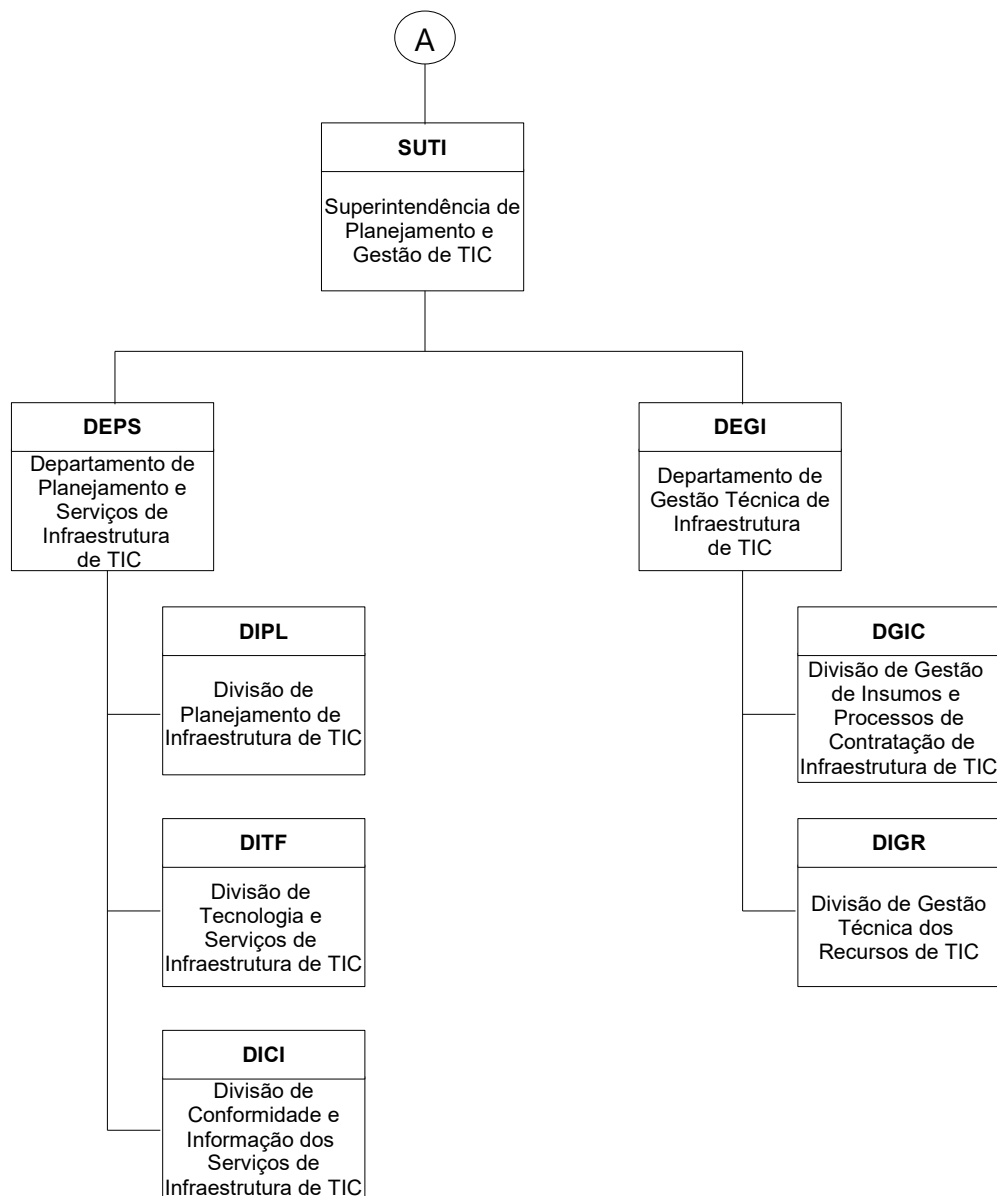 A
SUTI
Superintendência de
Planejamento e
Gestão de TIC
DEPS
Departamento de
Planejamento e
Serviços de
Infraestrutura
de TIC
DIPL
Divisão de
Planejamento de
Infraestrutura de TIC
DITF
Divisão de
Tecnologia e
Serviços de
Infraestrutura de TIC
DICI
Divisão de
Conformidade e
Informação dos
Serviços de
Infraestrutura de TIC
DEGI
Departamento de
Gestão Técnica de
Infraestrutura
de TIC
DGIC
Divisão de Gestão
de Insumos e
Processos de
Contratação de
Infraestrutura de TIC
DIGR
Divisão de Gestão
Técnica dos
Recursos de TIC